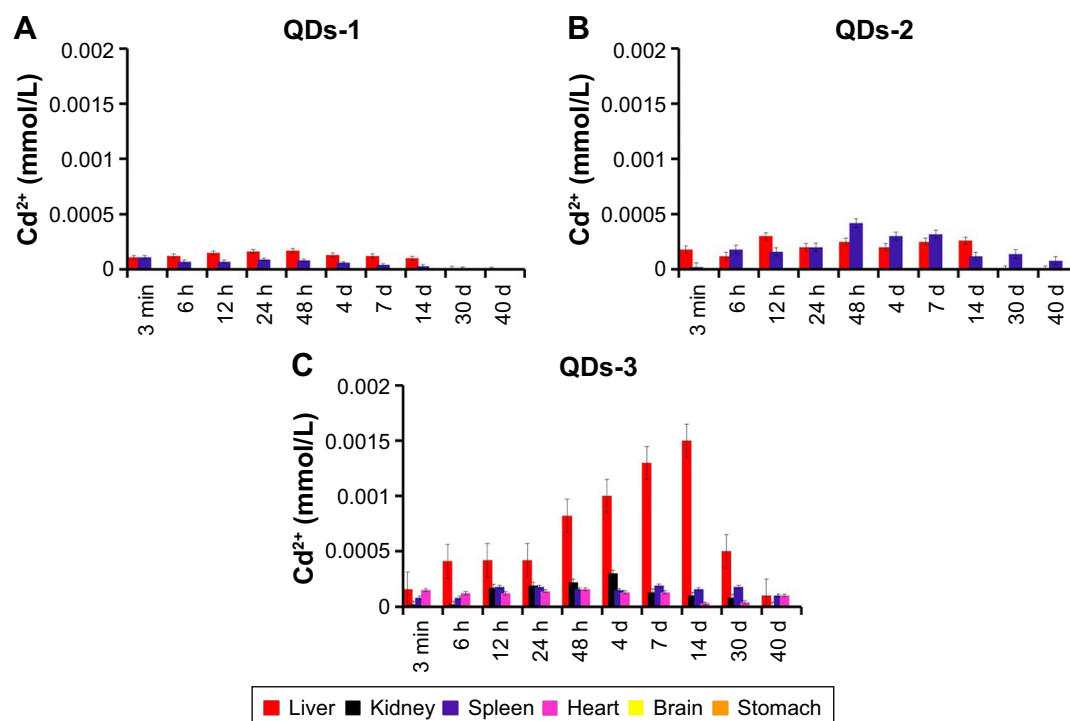 A
QDs-1
Cd²⁺ (mmol/L)
0.002
0.0015
0.001
0.0005
0
3 min
6 h
12 h
24 h
48 h
4 d
7 d
14 d
30 d
40 d
B
QDs-2
Cd²⁺ (mmol/L)
0.002
0.0015
0.001
0.0005
0
3 min
6 h
12 h
24 h
48 h
4 d
7 d
14 d
30 d
40 d
C
QDs-3
Cd²⁺ (mmol/L)
0.002
0.0015
0.001
0.0005
0
3 min
6 h
12 h
24 h
48 h
4 d
7 d
14 d
30 d
40 d
Liver Kidney Spleen Heart Brain Stomach